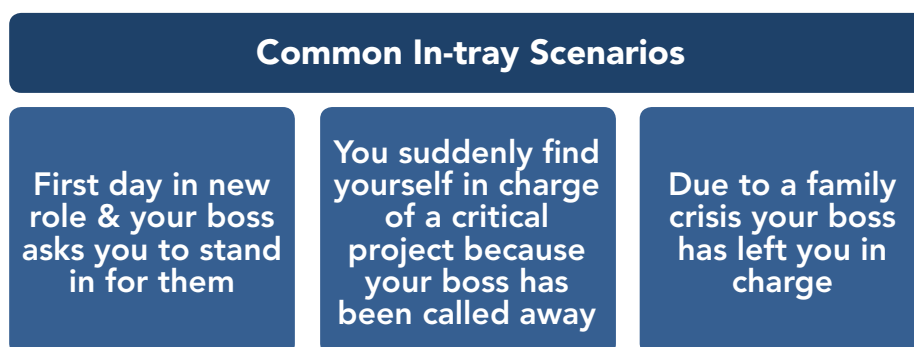 Common In-tray Scenarios
First day in new
role & your boss
asks you to stand
in for them
You suddenly find
yourself in charge
of a critical
project because
your boss has
been called away
Due to a family
crisis your boss
has left you in
charge